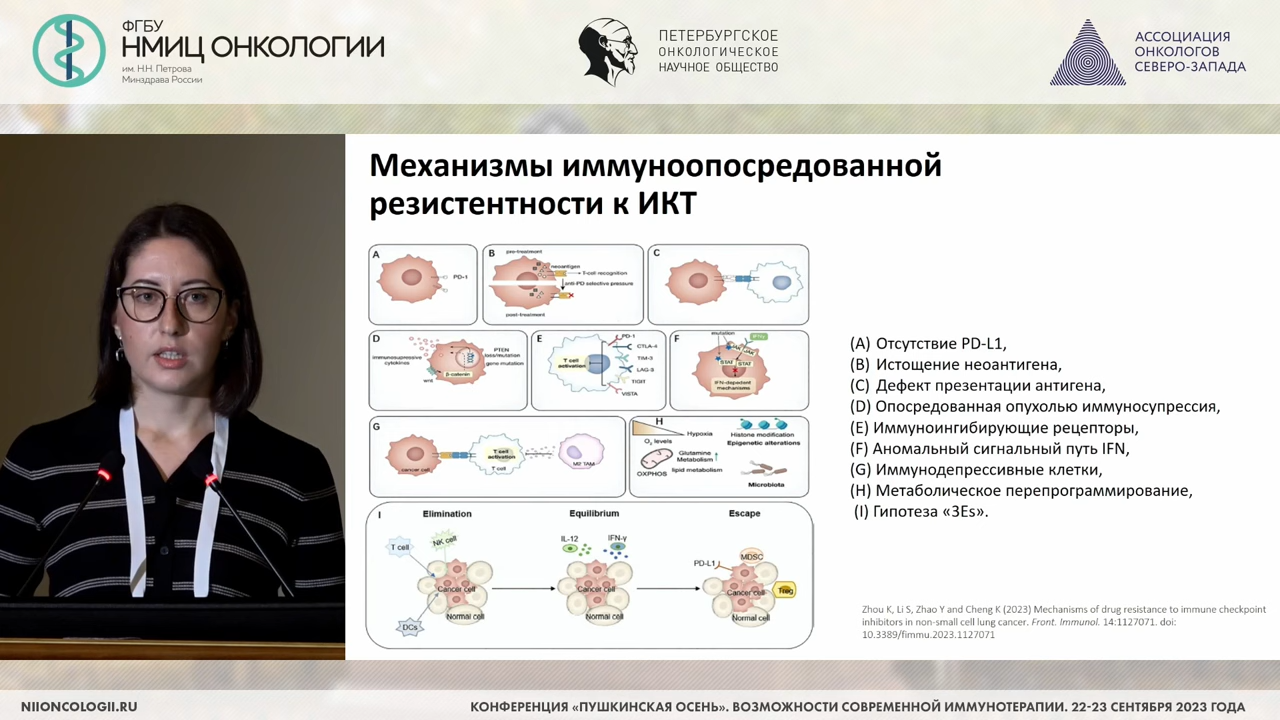 ФГБУ
НМИЦ ОНКОЛОГИИ
им. Н.Н. Петрова
Минздрава России
ПЕТЕРБУРГСКОЕ
ОНКОЛОГИЧЕСКОЕ
НАУЧНОЕ ОБЩЕСТВО
АССОЦИАЦИЯ
ОНКОЛОГОВ
СЕВЕРО-ЗАПАДА
Механизмы иммуноопосредованной
резистентности к ИКТ
A
PD-1
B
pre-treatment
neoantigen
T-cell recognition
anti-PD selective pressure
post-treatment
C
D
immunosupressive
cytokines
PTEN
loss/mutation
gene mutation
wnt
β-catenin
E
T cell
activation
PD-1
CTLA-4
TIM-3
LAG-3
TIGIT
VISTA
F
mutation
IFNγ
JAK
JAK
STAT
STAT
IFN-dependent
mechanisms
G
cancer cell
T cell
activation
T cell
M2 TAM
H
Hypoxia
O₂ levels
Glutamine
Metabolism
OXPHOS
lipid metabolism
Histone modification
Epigenetic alterations
Microbiota
I
Elimination
Equilibrium
Escape
T cell
NK cell
DCs
Cancer cell
Normal cell
IL-12
IFN-γ
Cancer cell
Normal cell
PD-L1
MDSC
Treg
Cancer cell
Normal cell
(A) Отсутствие PD-L1,
(B) Истощение неоантигена,
(C) Дефект презентации антигена,
(D) Опосредованная опухолью иммуносупрессия,
(E) Иммуноингибирующие рецепторы,
(F) Аномальный сигнальный путь IFN,
(G) Иммунодепрессивные клетки,
(H) Метаболическое перепрограммирование,
(I) Гипотеза «3Es».
Zhou K, Li S, Zhao Y and Cheng K (2023) Mechanisms of drug resistance to immune checkpoint
inhibitors in non-small cell lung cancer. Front. Immunol. 14:1127071. doi:
10.3389/fimmu.2023.1127071
NIIONCOLOGII.RU
КОНФЕРЕНЦИЯ «ПУШКИНСКАЯ ОСЕНЬ». ВОЗМОЖНОСТИ СОВРЕМЕННОЙ ИММУНОТЕРАПИИ. 22-23 СЕНТЯБРЯ 2023 ГОДА